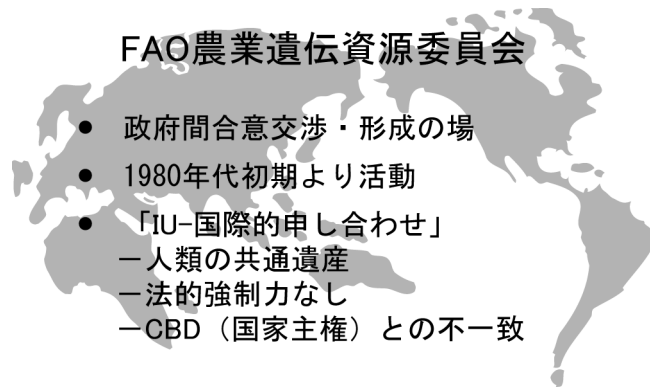 FAO農業遺伝資源委員会
● 政府間合意交渉・形成の場
● 1980年代初期より活動
● 「IU-国際的申し合わせ」
－人類の共通遺産
－法的強制力なし
－CBD（国家主権）との不一致